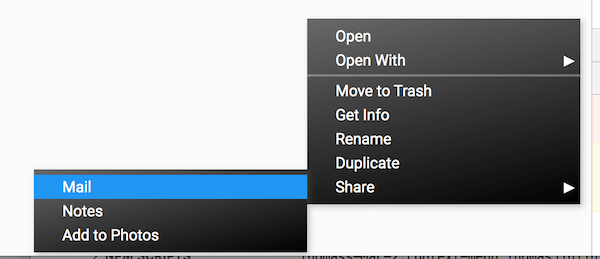 Open
Open With
Move to Trash
Get Info
Rename
Duplicate
Share
Mail
Notes
Add to Photos